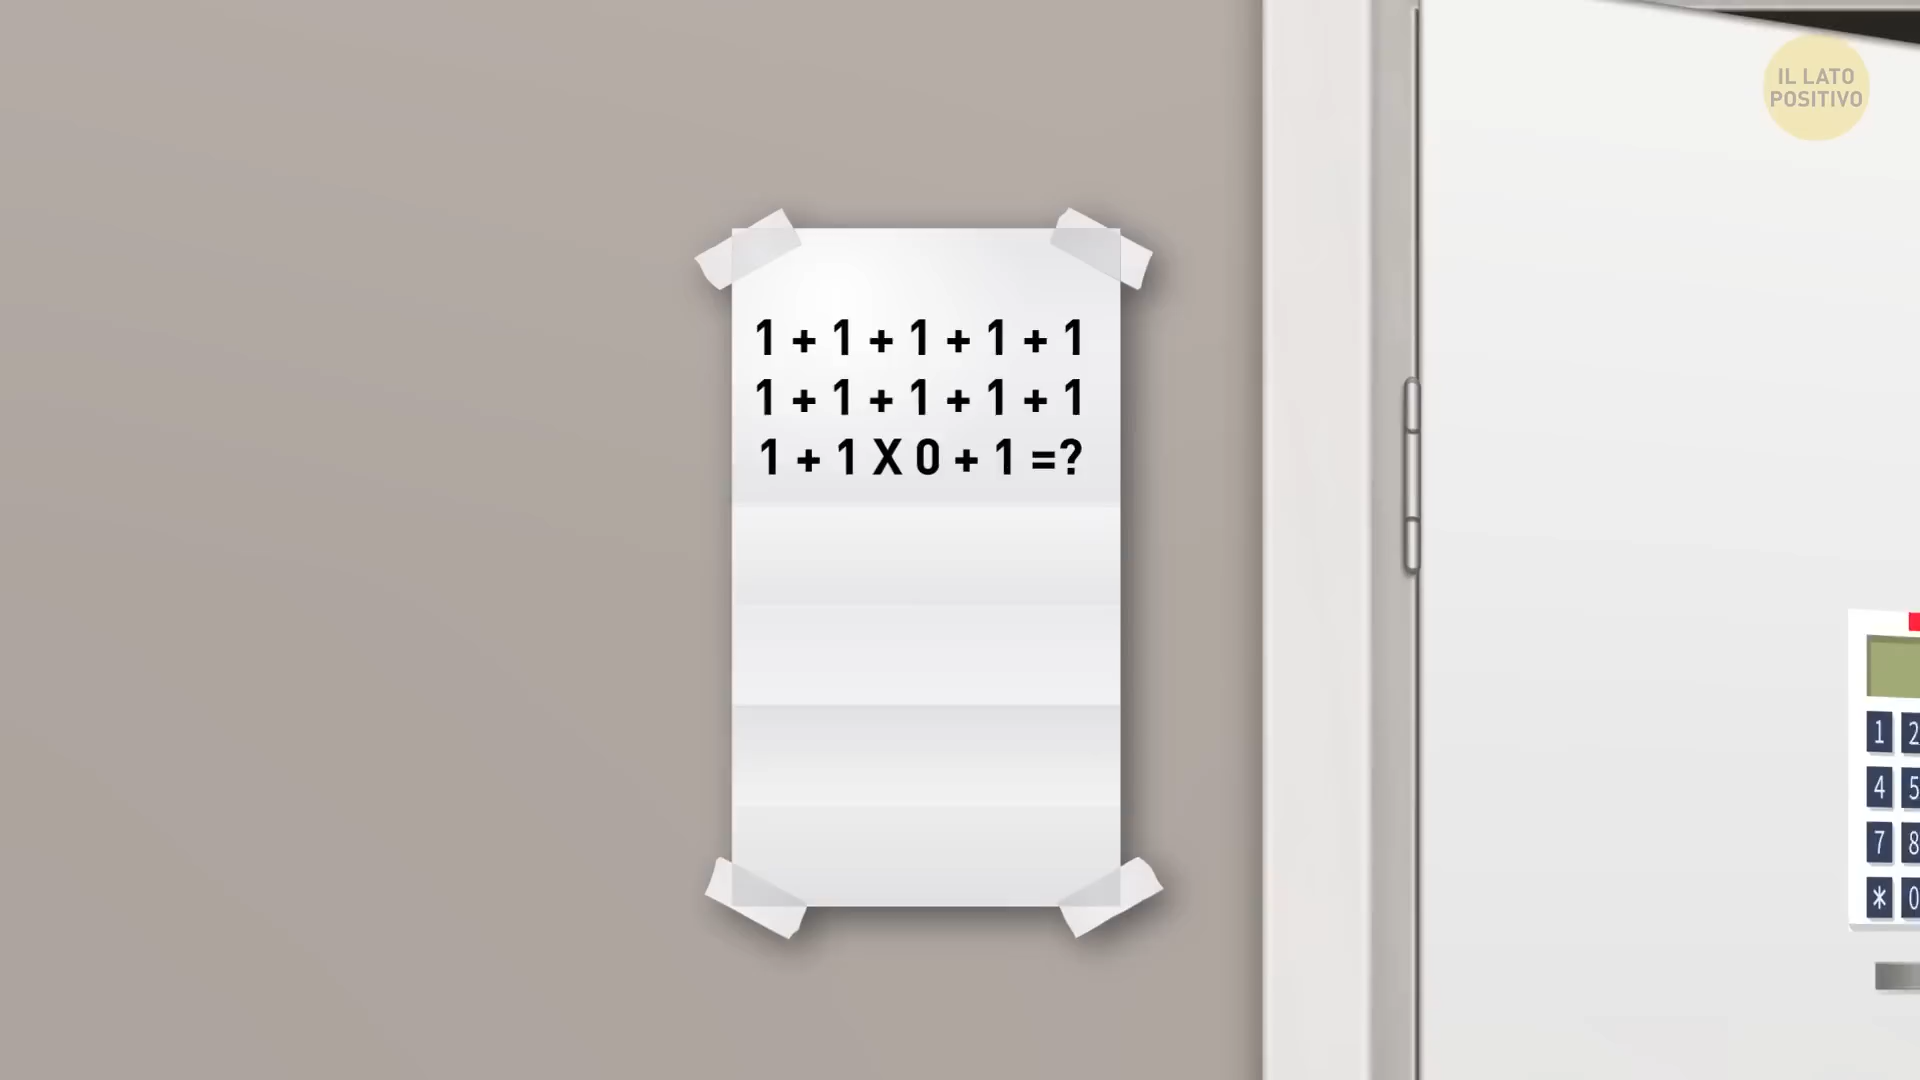 IL LATO
POSITIVO
1 + 1 + 1 + 1 + 1
1 + 1 + 1 + 1 + 1
1 + 1 X 0 + 1 =?
1 2
4 5
7 8
* 0